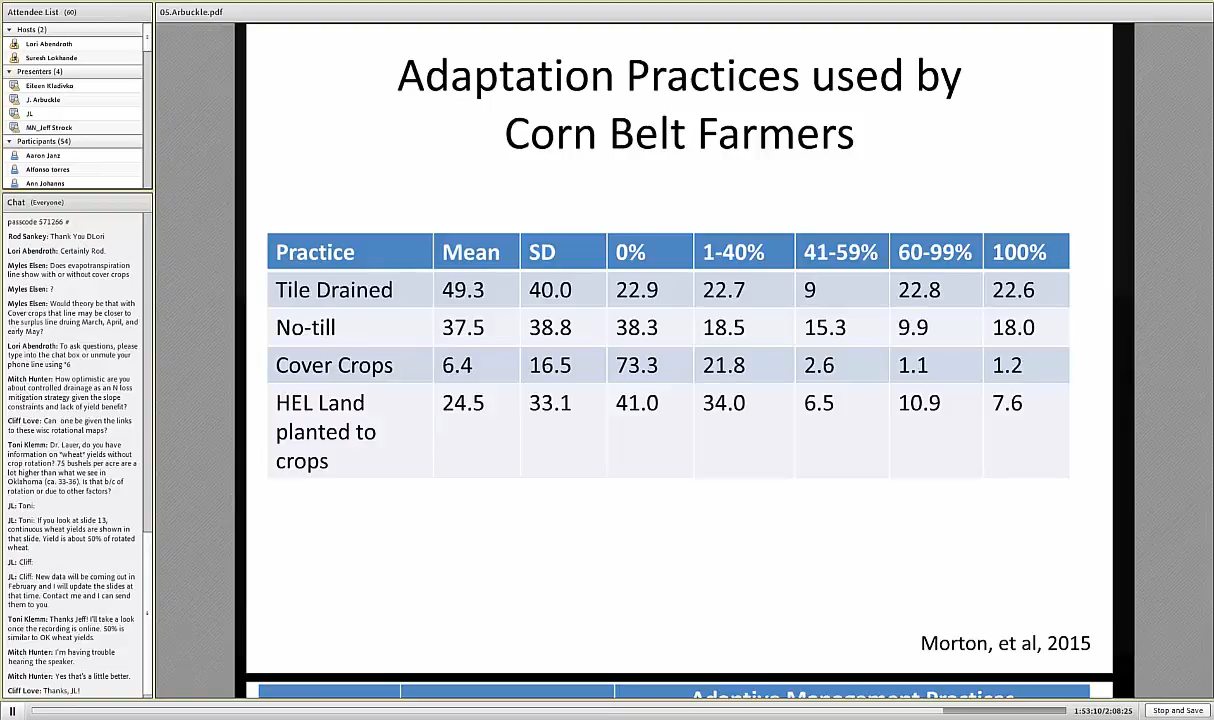 Attendee List (60)
Hosts (2)
Lori Abendroth
Suresh Lokhande
Presenters (4)
Eileen Kladivko
J. Arbuckle
JL
MN_Jeff Strock
Participants (54)
Aaron Janz
Alfonso torres
Ann Johanns
Chat (Everyone)
passcode 571266 #
Rod Sankey: Thank You DLori
Lori Abendroth: Certainly Rod.
Myles Elsen: Does evapotranspiration
line show with or without cover crops
Myles Elsen: ?
Myles Elsen: Would theory be that with
Cover crops that line may be closer to
the surplus line druing March, April, and
early May?
Lori Abendroth: To ask questions, please
type into the chat box or unmute your
phone line using *6
Mitch Hunter: How optimistic are you
about controlled drainage as an N loss
mitigation strategy given the slope
constraints and lack of yield benefit?
Cliff Love: Can one be given the links
to these wisc rotational maps?
Toni Klemm: Dr. Lauer, do you have
information on "wheat" yields without
crop rotation? 75 bushels per acre are a
lot higher than what we see in
Oklahoma (ca. 33-36). Is that b/c of
rotation or due to other factors?
JL: Toni:
JL: Toni: If you look at slide 13,
continuous wheat yields are shown in
that slide. Yield is about 50% of rotated
wheat.
JL: Cliff:
JL: Cliff: New data will be coming out in
February and I will update the slides at
that time. Contact me and I can send
them to you.
Toni Klemm: Thanks Jeff! I'll take a look
once the recording is online. 50% is
similar to OK wheat yields.
Mitch Hunter: I'm having trouble
hearing the speaker.
Mitch Hunter: Yes that's a little better.
Cliff Love: Thanks, JL!
05.Arbuckle.pdf
Adaptation Practices used by
Corn Belt Farmers
Practice Mean SD 0% 1-40% 41-59% 60-99% 100%
Tile Drained 49.3 40.0 22.9 22.7 9 22.8 22.6
No-till 37.5 38.8 38.3 18.5 15.3 9.9 18.0
Cover Crops 6.4 16.5 73.3 21.8 2.6 1.1 1.2
HEL Land 24.5 33.1 41.0 34.0 6.5 10.9 7.6
planted to
crops
Morton, et al, 2015
Adaptive Management Practices
1:53:10/2:08:25
Stop and Save